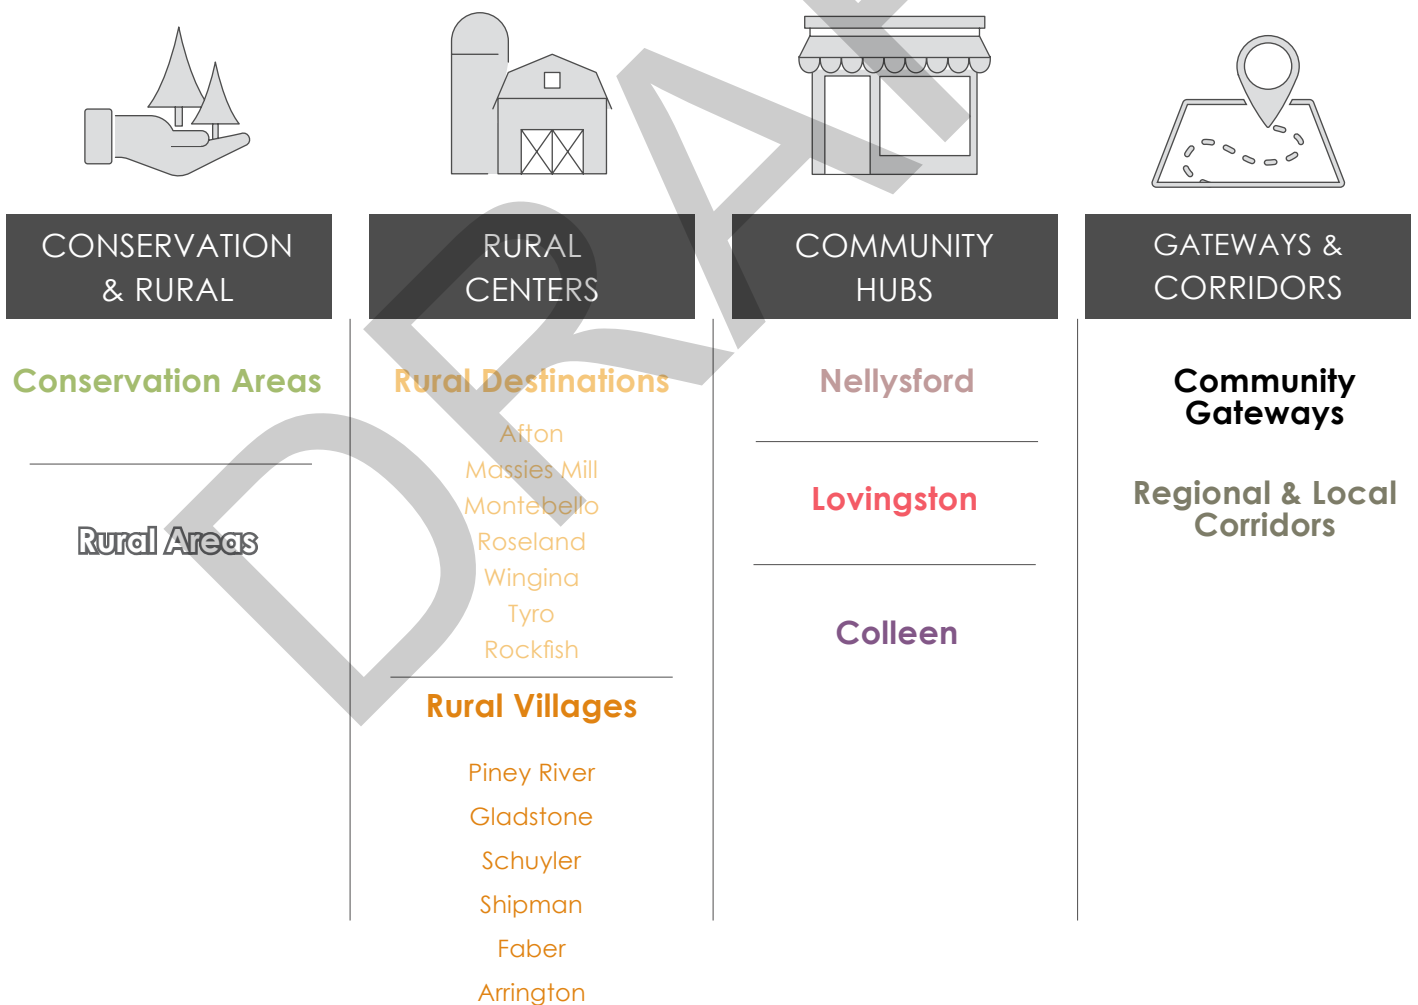 CONSERVATION
& RURAL
Conservation Areas
Rural Areas
RURAL
CENTERS
Rural Destinations
Afton
Massies Mill
Montebello
Roseland
Wingina
Tyro
Rockfish
Rural Villages
Piney River
Gladstone
Schuyler
Shipman
Faber
Arrington
COMMUNITY
HUBS
Nellysford
Lovingston
Colleen
GATEWAYS &
CORRIDORS
Community
Gateways
Regional & Local
Corridors
DRA